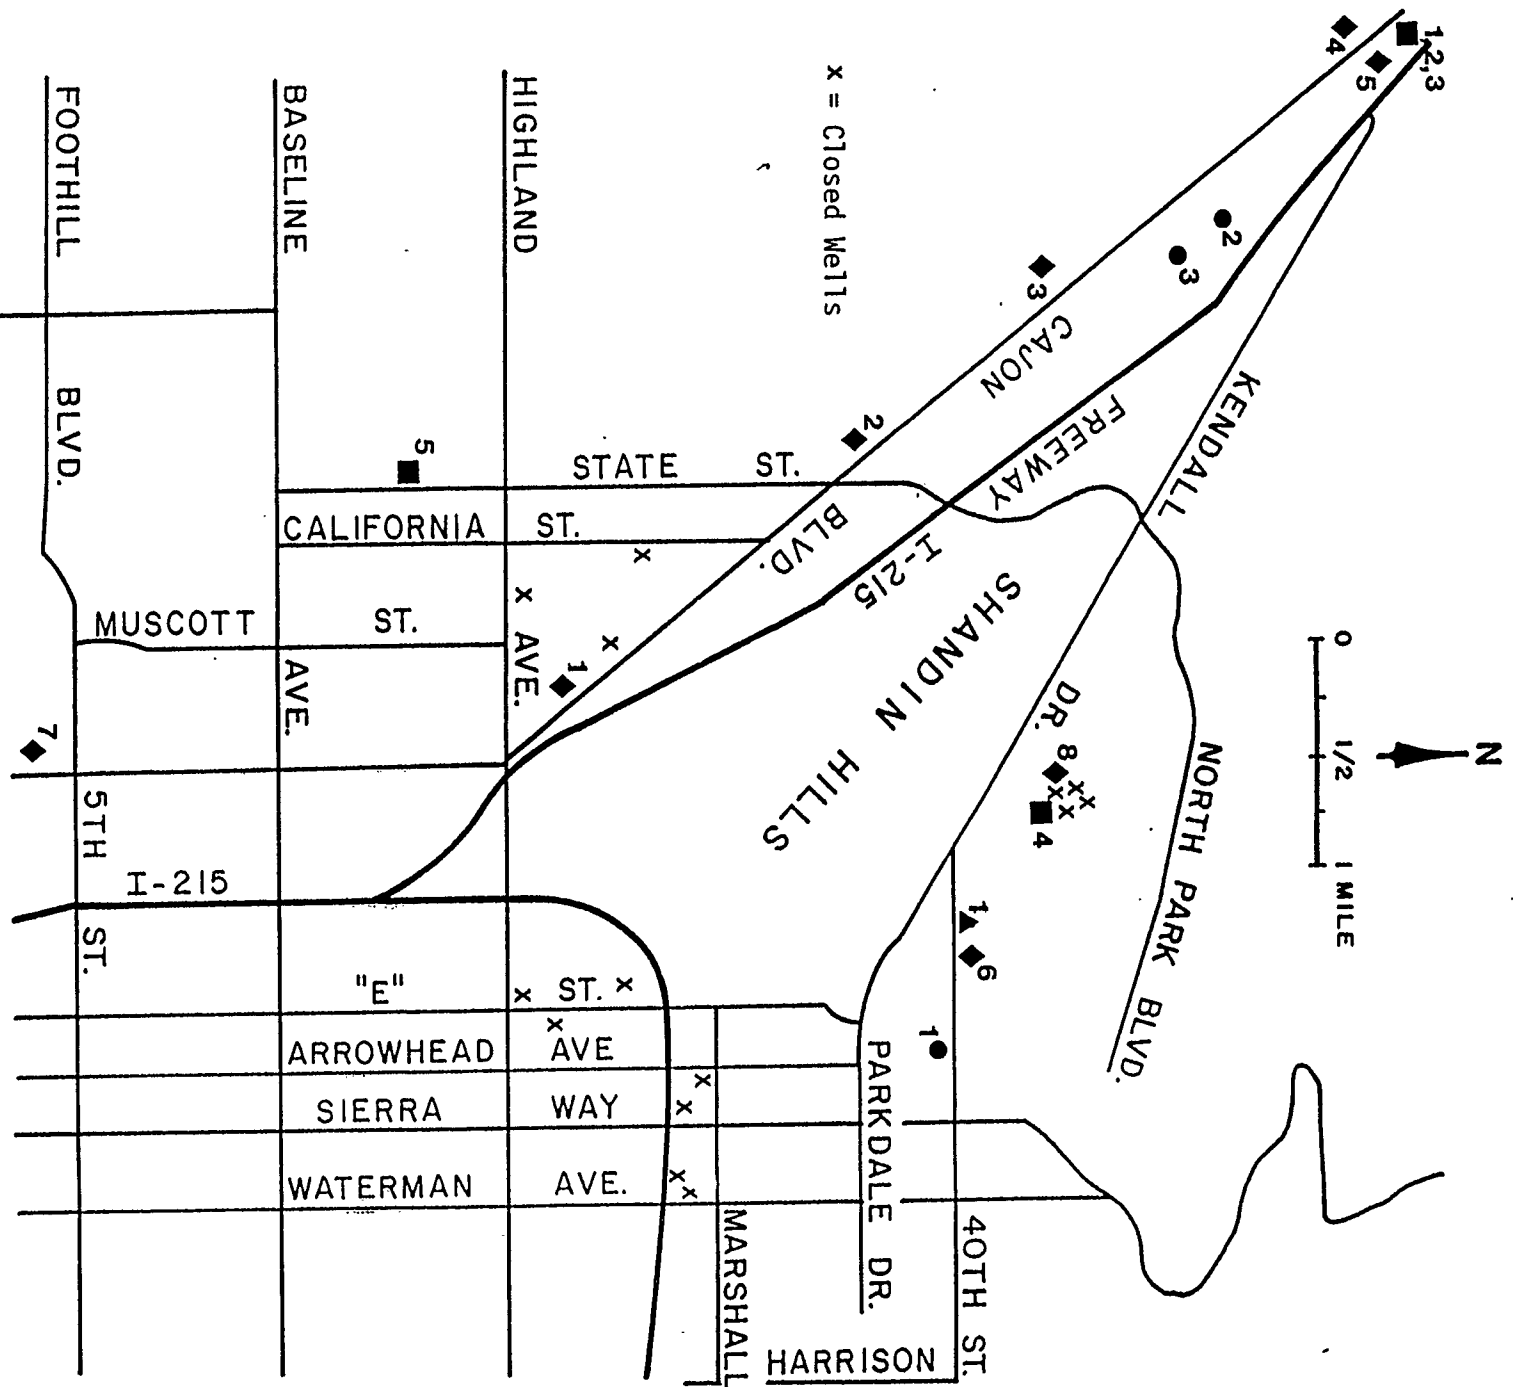 1,2,3
4
5
N
0 1/2 1 MILE
2
3
3
x = Closed Wells
CAJON BLVD.
FREEWAY I-215
KENDALL DR.
2
SHANDIN HILLS
NORTH PARK BLVD.
8
4
1
6
1
HIGHLAND AVE.
BASELINE AVE.
FOOTHILL BLVD.
5TH ST.
5
STATE ST.
CALIFORNIA ST.
MUSCOTT ST.
1
7
I-215
"E" ST.
ARROWHEAD AVE
SIERRA WAY
WATERMAN AVE.
MARSHALL
PARKDALE DR.
40TH ST.
HARRISON
x
x
x
x
x
x
x
x
x
x
x
x
x
x